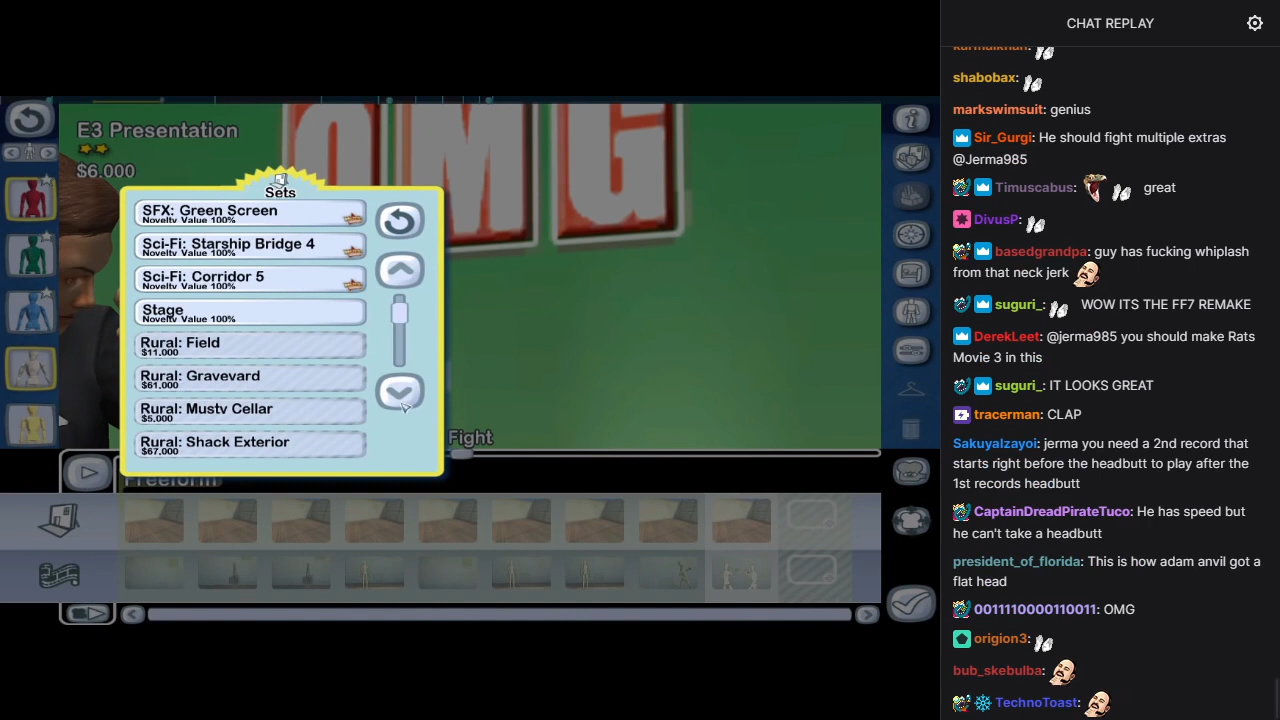 OMG
E3 Presentation
$6.000
Sets
SFX: Green Screen
Novelty Value 100%
Sci-Fi: Starship Bridge 4
Novelty Value 100%
Sci-Fi: Corridor 5
Novelty Value 100%
Stage
Novelty Value 100%
Rural: Field
$11,000
Rural: Graveyard
$61,000
Rural: Musty Cellar
$5,000
Rural: Shack Exterior
$67,000
Fight
Freeform
CHAT REPLAY
shabobax:
markswimsuit: genius
Sir_Gurgi: He should fight multiple extras
@Jerma985
Timuscabus: great
DivusP:
basedgrandpa: guy has fucking whiplash
from that neck jerk
suguri_: WOW ITS THE FF7 REMAKE
DerekLeet: @jerma985 you should make Rats
Movie 3 in this
suguri_: IT LOOKS GREAT
tracerman: CLAP
SakuyaIzayoi: jerma you need a 2nd record that
starts right before the headbutt to play after the
1st records headbutt
CaptainDreadPirateTuco: He has speed but
he can't take a headbutt
president_of_florida: This is how adam anvil got a
flat head
0011110000110011: OMG
origion3:
bub_skebulba:
TechnoToast: